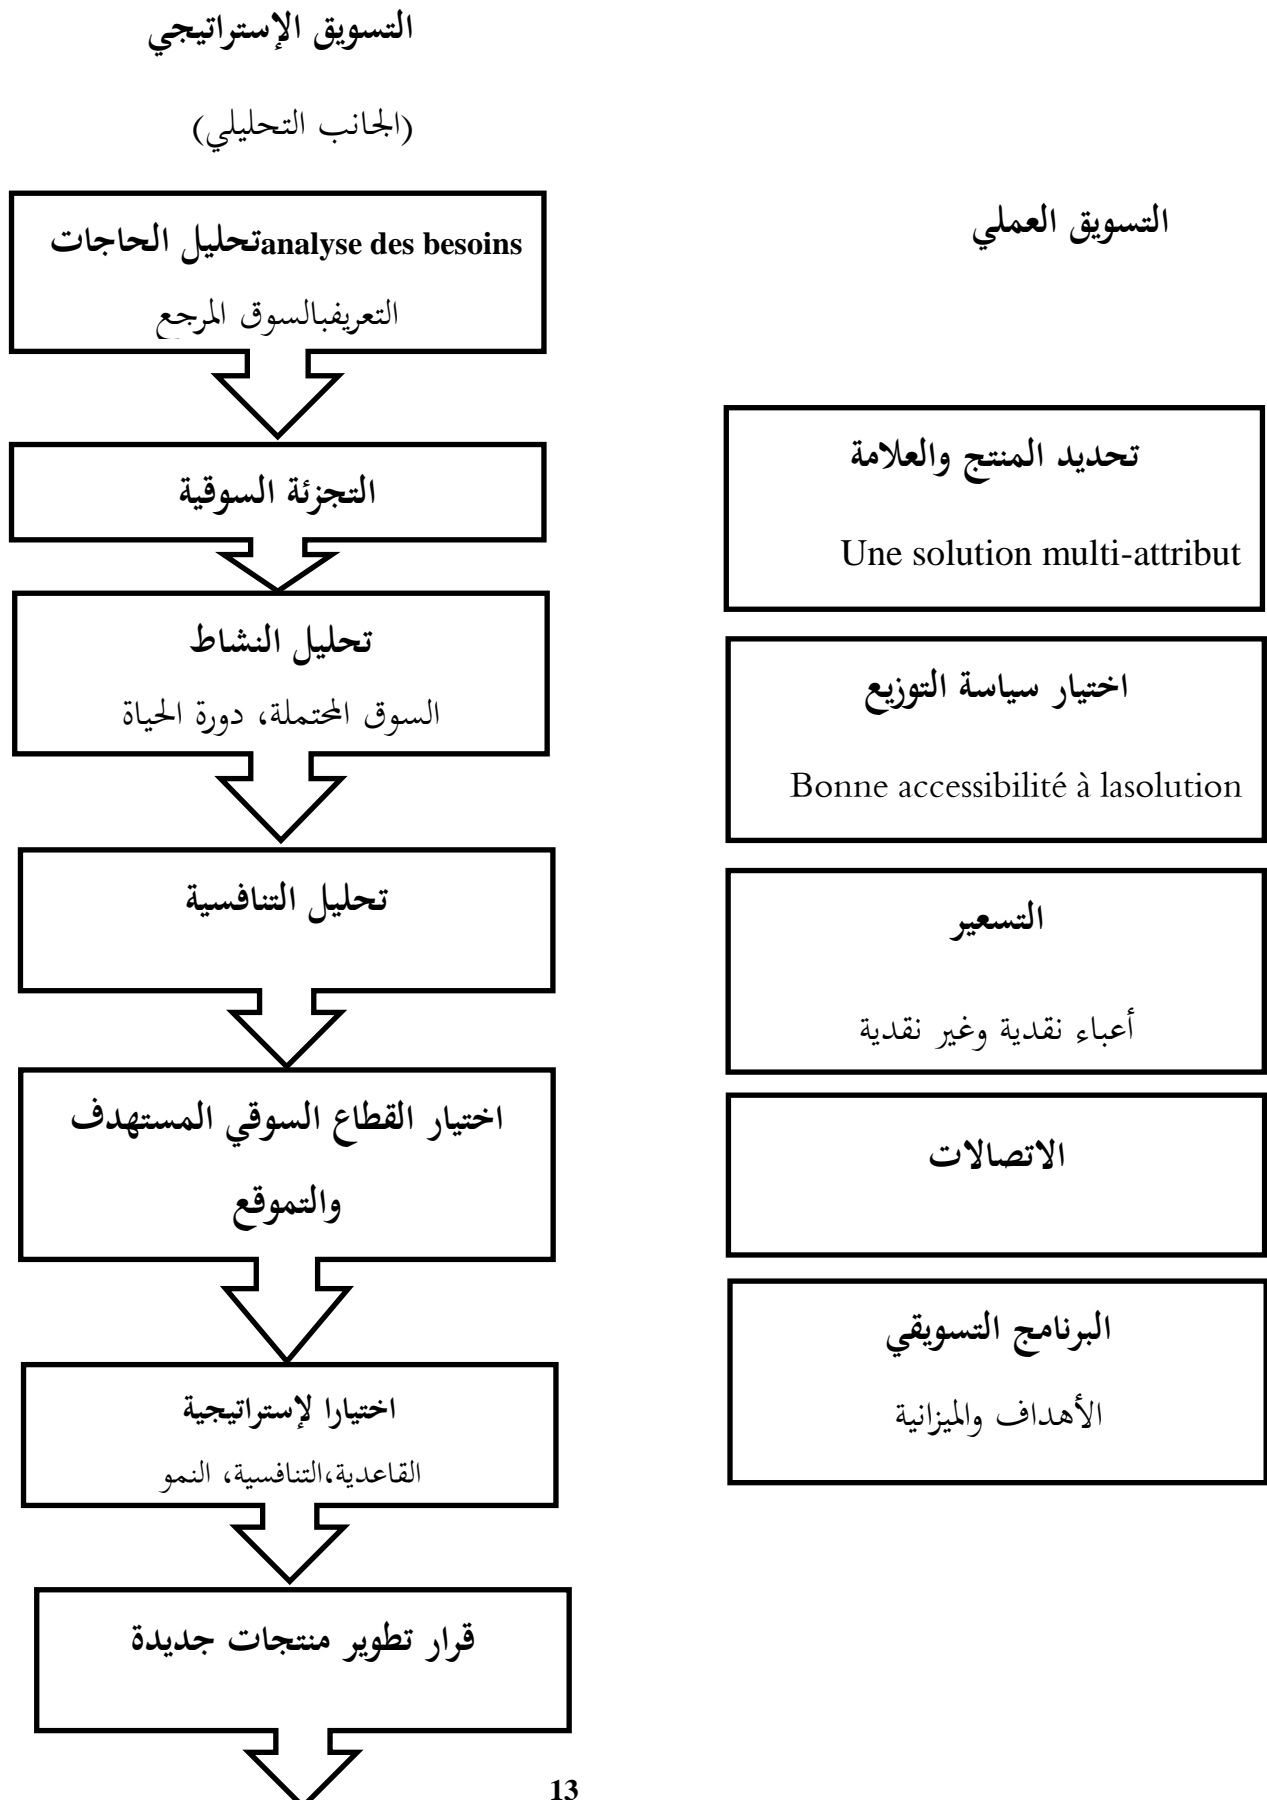 التسويق الإستراتيجي
(الجانب التحليلي)
تحليل الحاجاتanalyse des besoins
التعريفبالسوق المرجع
التجزئة السوقية
تحليل النشاط
السوق المحتملة، دورة الحياة
تحليل التنافسية
اختيار القطاع السوقي المستهدف
والتموقع
اختيارا لإستراتيجية
القاعدية،التنافسية، النمو
قرار تطوير منتجات جديدة
التسويق العملي
تحديد المنتج والعلامة
Une solution multi-attribut
اختيار سياسة التوزيع
Bonne accessibilité à lasolution
التسعير
أعباء نقدية وغير نقدية
الاتصالات
البرنامج التسويقي
الأهداف والميزانية
13